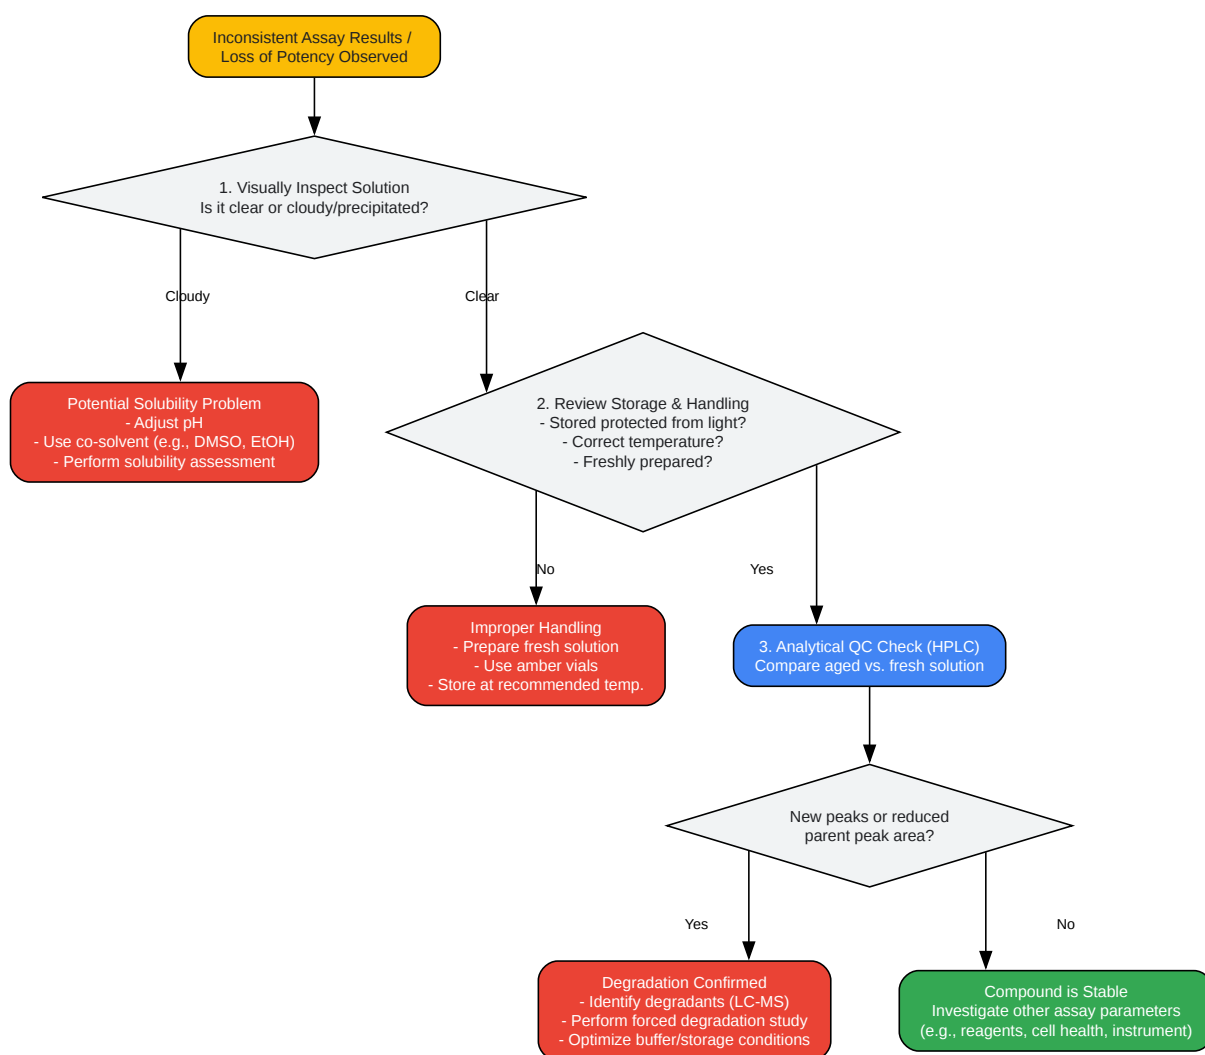 Inconsistent Assay Results /
Loss of Potency Observed
1. Visually Inspect Solution
Is it clear or cloudy/precipitated?
Cloudy
Clear
Potential Solubility Problem
- Adjust pH
- Use co-solvent (e.g., DMSO, EtOH)
- Perform solubility assessment
2. Review Storage & Handling
- Stored protected from light?
- Correct temperature?
- Freshly prepared?
No
Yes
Improper Handling
- Prepare fresh solution
- Use amber vials
- Store at recommended temp.
3. Analytical QC Check (HPLC)
Compare aged vs. fresh solution
New peaks or reduced
parent peak area?
Yes
No
Degradation Confirmed
- Identify degradants (LC-MS)
- Perform forced degradation study
- Optimize buffer/storage conditions
Compound is Stable
Investigate other assay parameters
(e.g., reagents, cell health, instrument)